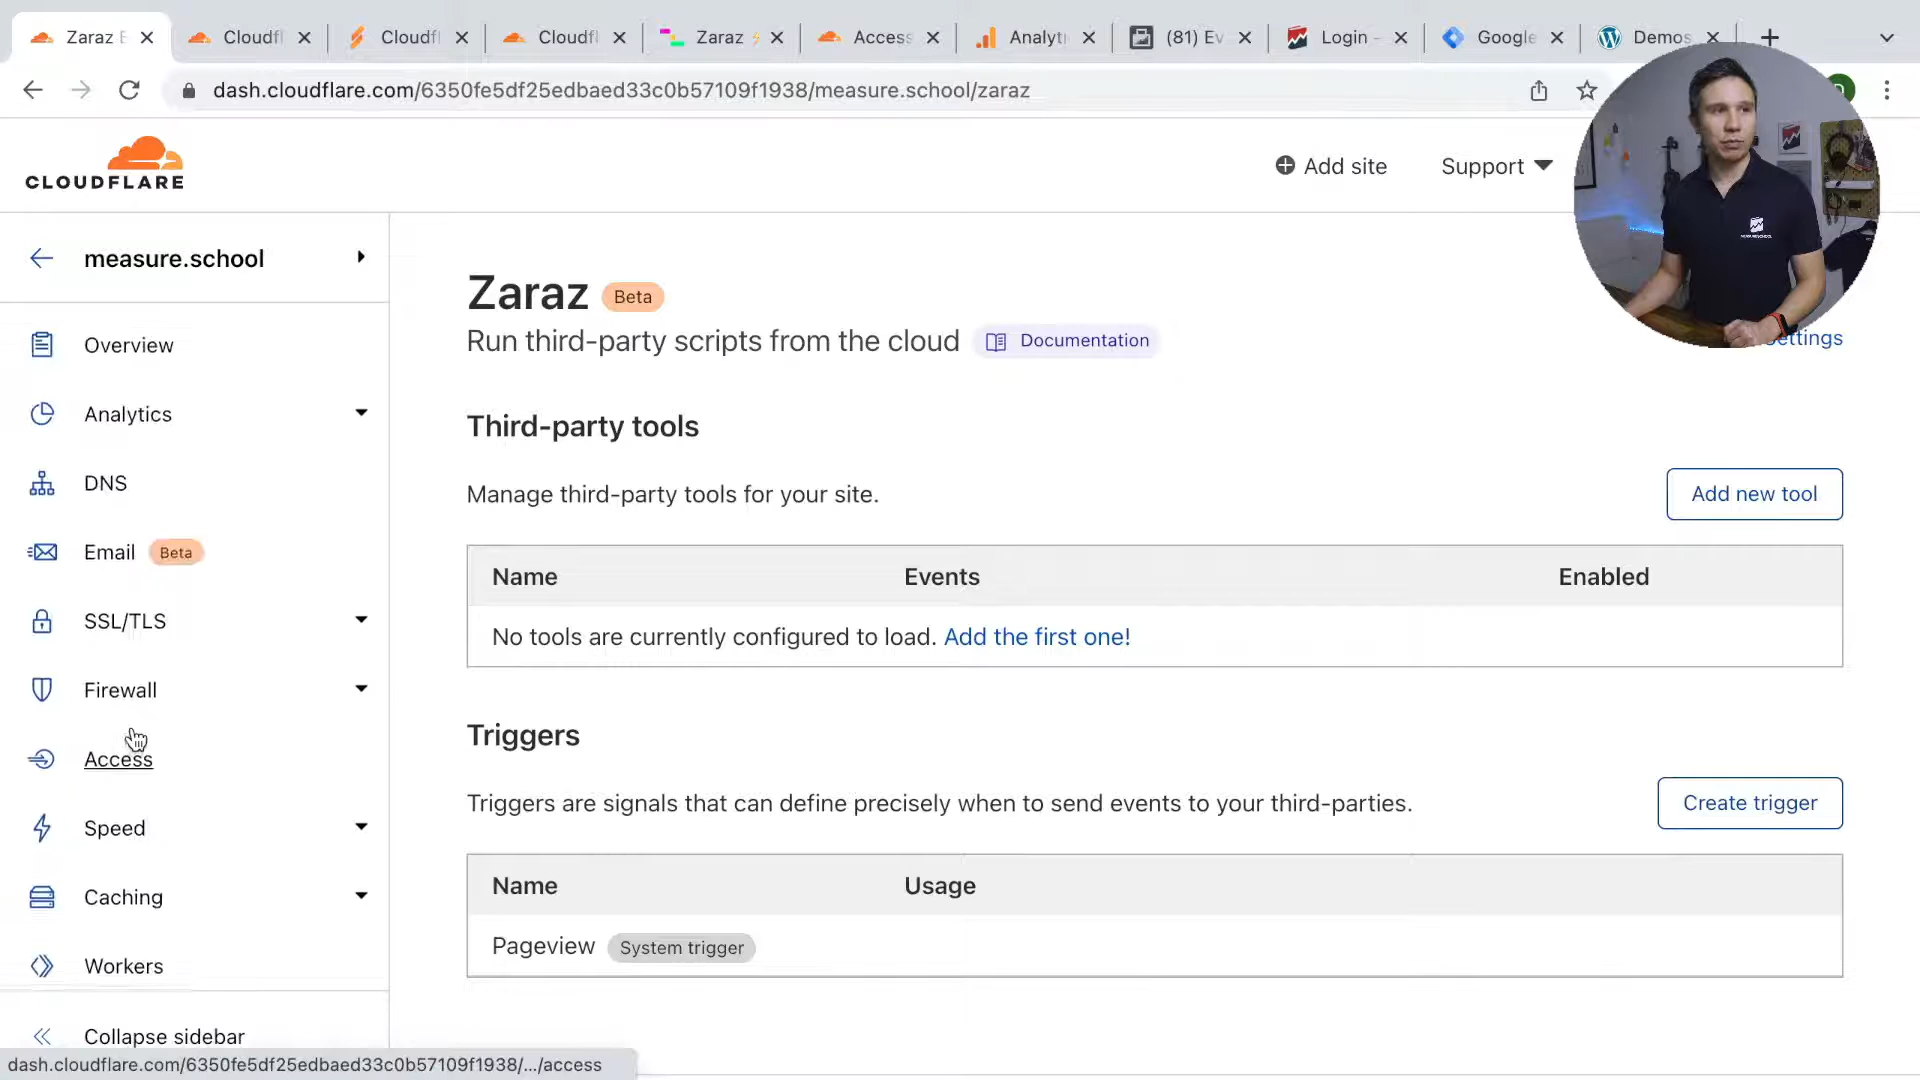 Zaraz
Cloudfl
Cloudf
Cloudfl
Zaraz
Access
Analyt
(81) Ev
Login -
Google
Demos
dash.cloudflare.com/6350fe5df25edbaed33c0b57109f1938/measure.school/zaraz
CLOUDFLARE
Add site
Support
measure.school
Overview
Analytics
DNS
Email Beta
SSL/TLS
Firewall
Access
Speed
Caching
Workers
Collapse sidebar
Zaraz Beta
Run third-party scripts from the cloud Documentation
ettings
Third-party tools
Manage third-party tools for your site.
Add new tool
Name Events Enabled
No tools are currently configured to load. Add the first one!
Triggers
Triggers are signals that can define precisely when to send events to your third-parties.
Create trigger
Name Usage
Pageview System trigger
dash.cloudflare.com/6350fe5df25edbaed33c0b57109f1938/.../access